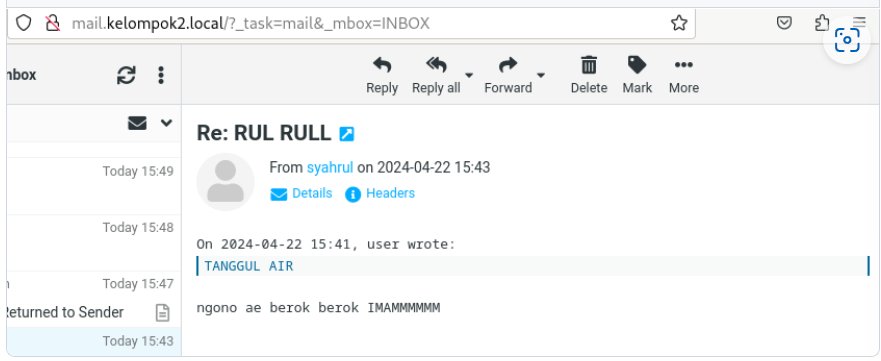 mail.kelompok2.local/?_task=mail&_mbox=INBOX
nbox
Reply
Reply all
Forward
Delete
Mark
More
Re: RUL RULL
From syahrul on 2024-04-22 15:43
Details
Headers
Today 15:49
Today 15:48
Today 15:47
Returned to Sender
Today 15:43
On 2024-04-22 15:41, user wrote:
TANGGUL AIR
ngono ae berok berok IMAMMMMMM